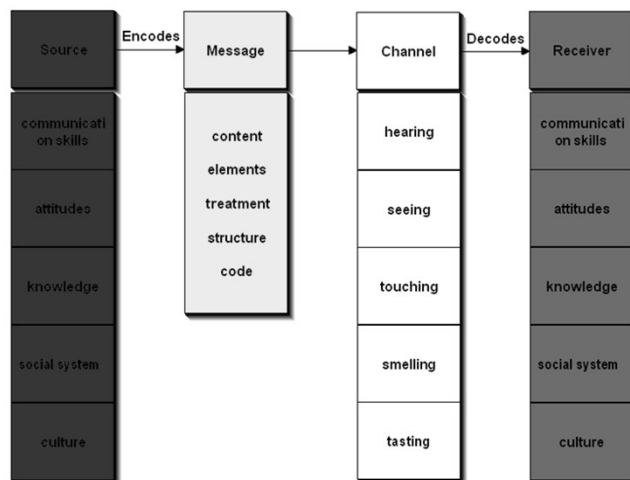 Source
Encodes
Message
Channel
Decodes
Receiver
communicati
on skills
attitudes
knowledge
social system
culture
content
elements
treatment
structure
code
hearing
seeing
touching
smelling
tasting
communicati
on skills
attitudes
knowledge
social system
culture